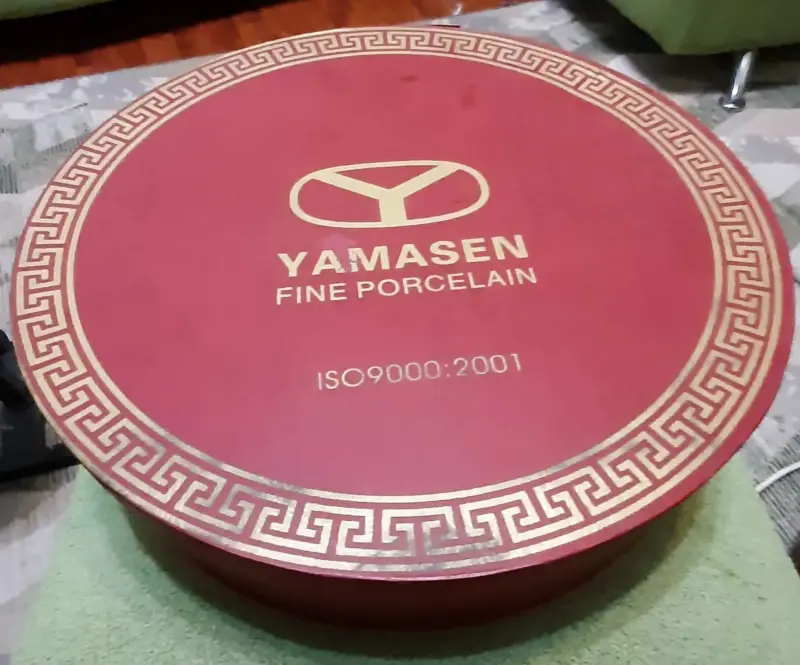 YAMASEN
FINE PORCELAIN
ISO9000:2001